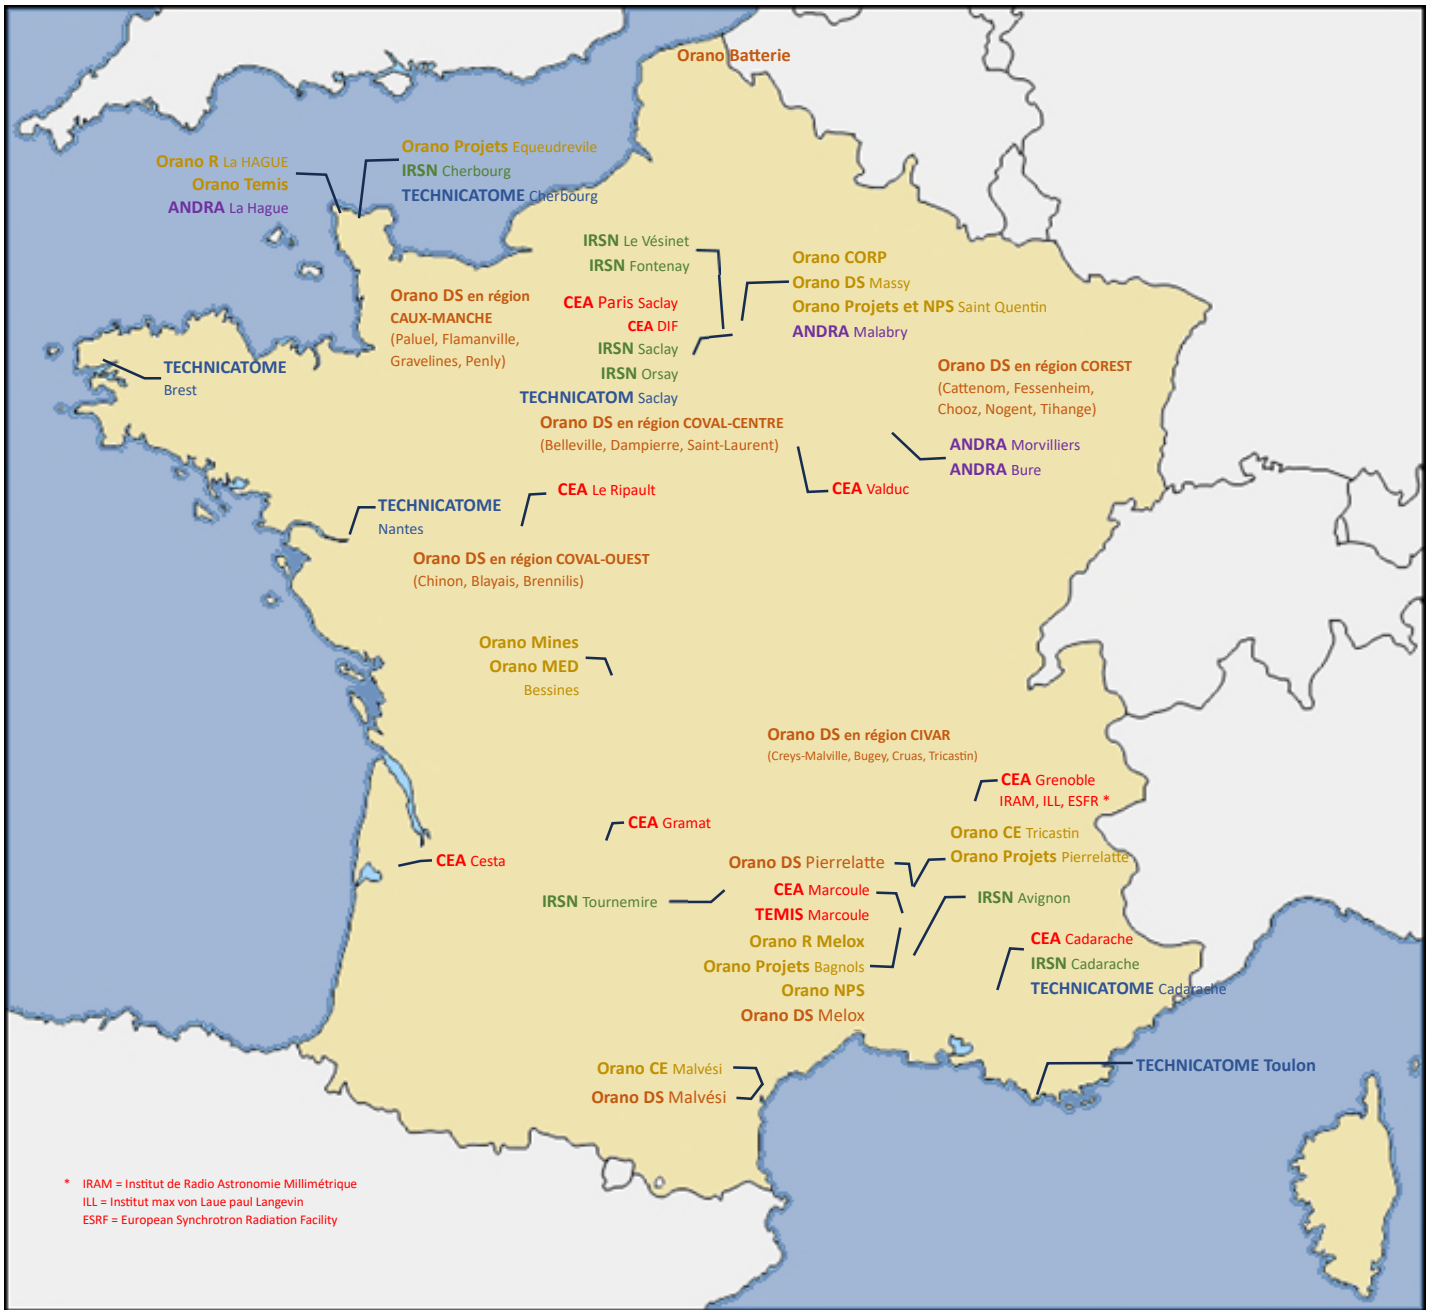 Orano Batterie
Orano R La HAGUE
Orano Temis
ANDRA La Hague
Orano Projets Equeudrevile
IRSN Cherbourg
TECHNICATOME Cherbourg
IRSN Le Vésinet
IRSN Fontenay
Orano CORP
Orano DS Massy
Orano Projets et NPS Saint Quentin
ANDRA Malabry
Orano DS en région
CAUX-MANCHE
(Paluel, Flamanville,
Gravelines, Penly)
CEA Paris Saclay
CEA DIF
IRSN Saclay
IRSN Orsay
TECHNICATOM Saclay
TECHNICATOME
Brest
Orano DS en région COREST
(Cattenom, Fessenheim,
Chooz, Nogent, Tihange)
Orano DS en région COVAL-CENTRE
(Belleville, Dampierre, Saint-Laurent)
ANDRA Morvilliers
ANDRA Bure
CEA Le Ripault
CEA Valduc
TECHNICATOME
Nantes
Orano DS en région COVAL-OUEST
(Chinon, Blayais, Brennilis)
Orano Mines
Orano MED
Bessines
Orano DS en région CIVAR
(Creys-Malville, Bugey, Cruas, Tricastin)
CEA Grenoble
IRAM, ILL, ESFR *
CEA Gramat
CEA Cesta
Orano CE Tricastin
Orano Projets Pierrelatte
Orano DS Pierrelatte
CEA Marcoule
TEMIS Marcoule
IRSN Tournemire
IRSN Avignon
Orano R Melox
Orano Projets Bagnols
Orano NPS
Orano DS Melox
CEA Cadarache
IRSN Cadarache
TECHNICATOME Cadarache
Orano CE Malvési
Orano DS Malvési
TECHNICATOME Toulon
* IRAM = Institut de Radio Astronomie Millimétrique
ILL = Institut max von Laue paul Langevin
ESRF = European Synchrotron Radiation Facility